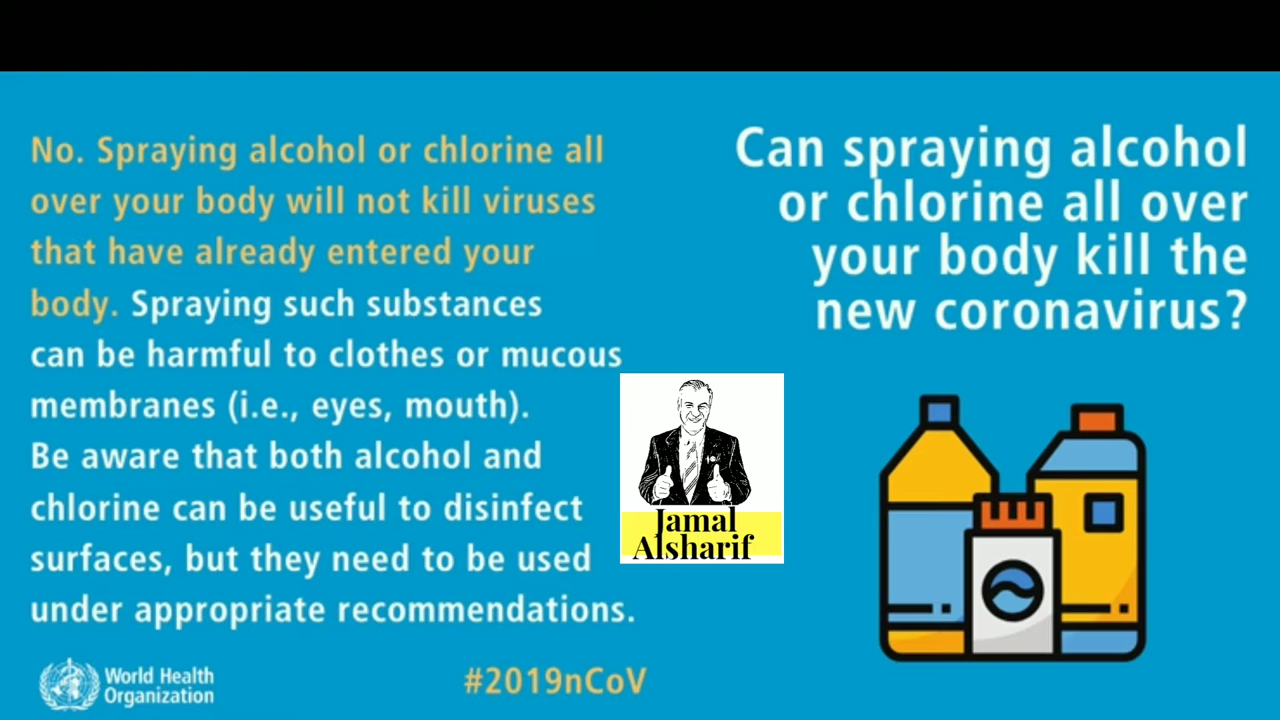 No. Spraying alcohol or chlorine all
over your body will not kill viruses
that have already entered your
body. Spraying such substances
can be harmful to clothes or mucous
membranes (i.e., eyes, mouth).
Be aware that both alcohol and
chlorine can be useful to disinfect
surfaces, but they need to be used
under appropriate recommendations.
Can spraying alcohol
or chlorine all over
your body kill the
new coronavirus?
Jamal
Alsharif
World Health
Organization
#2019nCoV